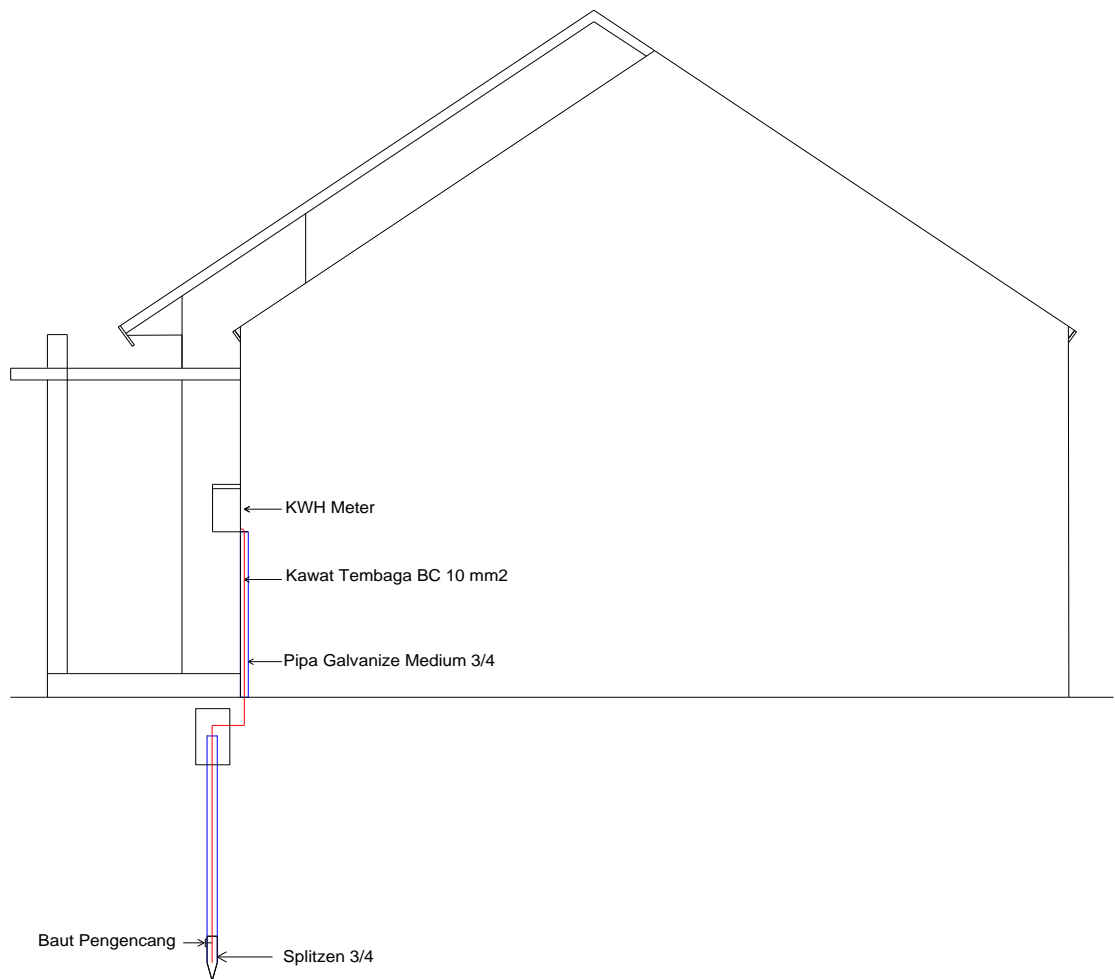 KWH Meter
Kawat Tembaga BC 10 mm2
Pipa Galvanize Medium 3/4
Baut Pengencang
Splitzen 3/4